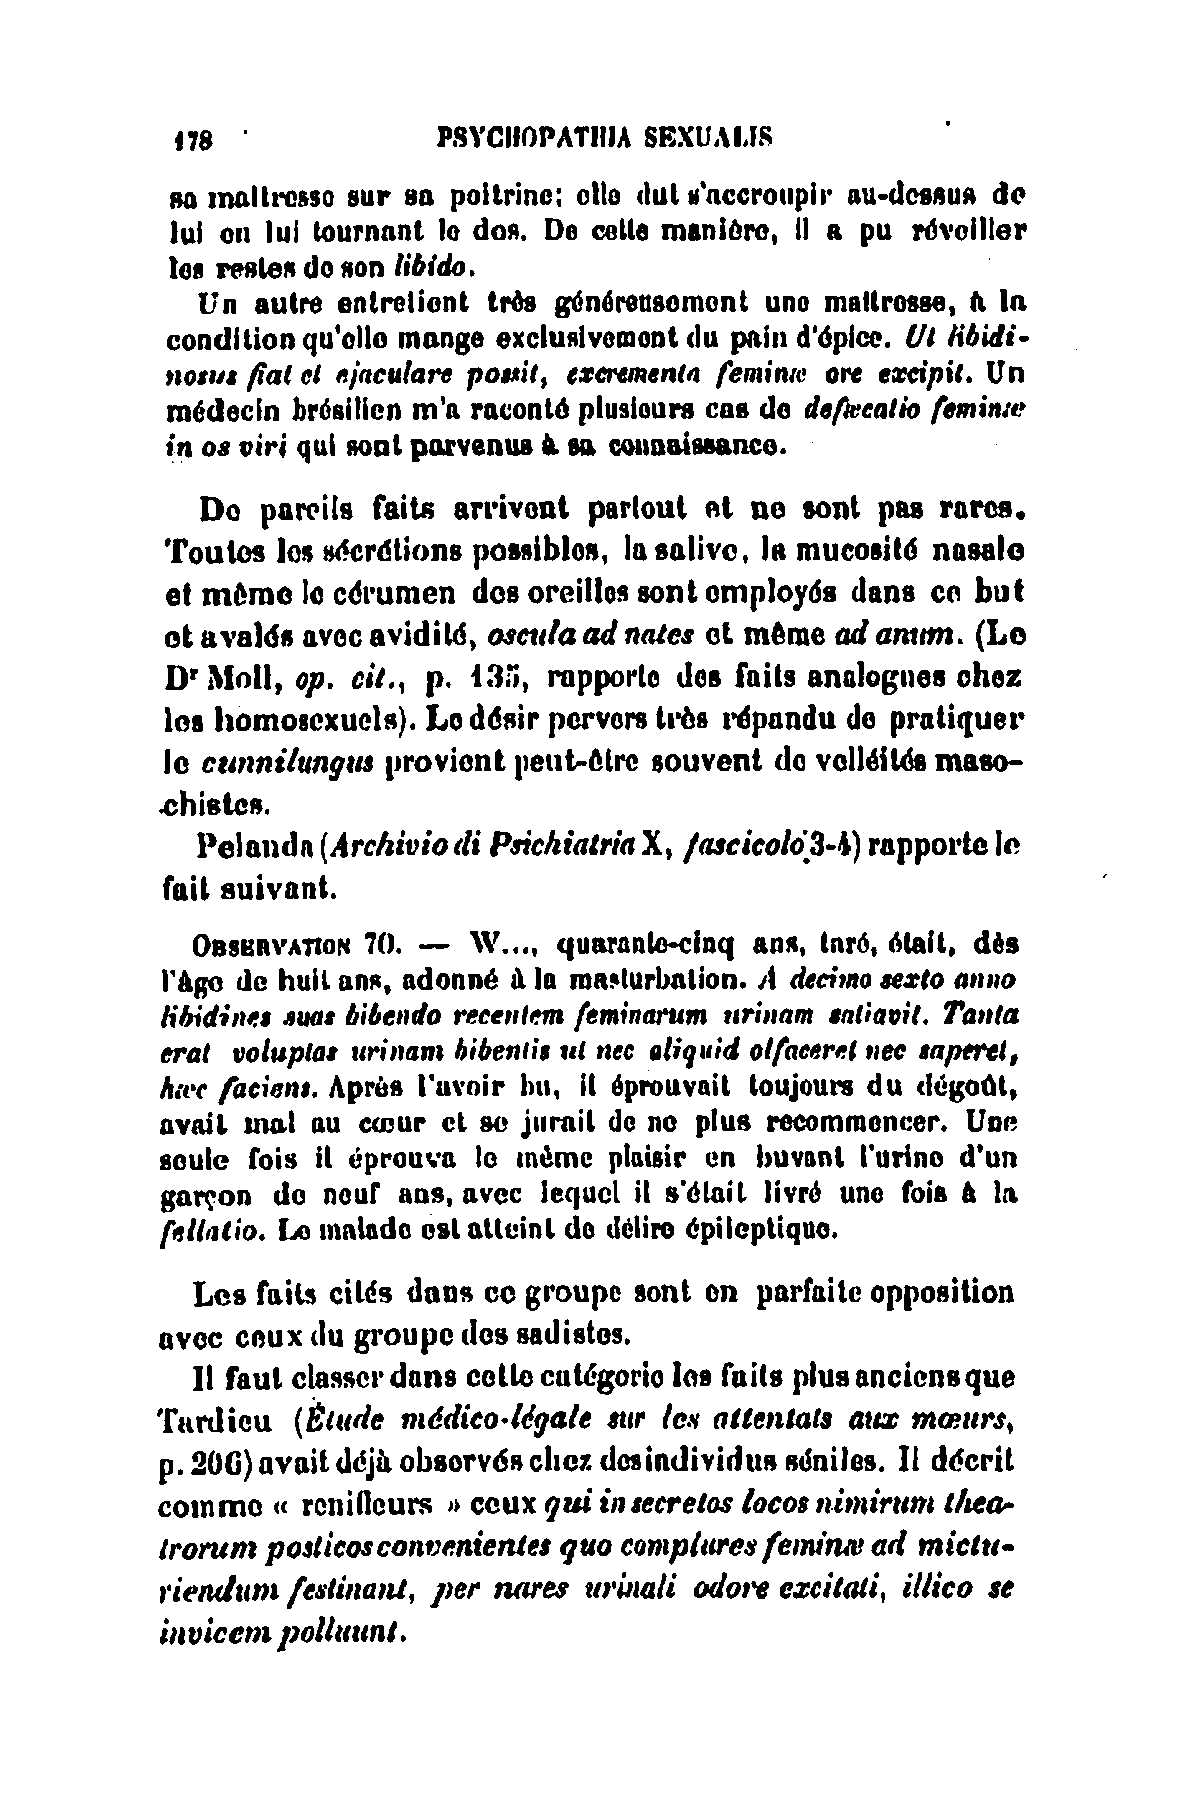 178 PSYCHOPATHIA SEXUALIS
sa maîtresse sur sa poitrine; elle dut s'accroupir au-dessus de
lui en lui tournant le dos. De cette manière, il a pu réveiller
les restes de son libido.
Un autre entretient très généreusement une maîtresse, à la
condition qu'elle mange exclusivement du pain d'épice. Ut libidi-
nosus fiat et ejaculare possit, excrementa feminæ ore excipit. Un
médecin brésilien m'a raconté plusieurs cas de defæcatio feminæ
in os viri qui sont parvenus à sa connaissance.
De pareils faits arrivent partout et ne sont pas rares.
Toutes les sécrétions possibles, la salive, la mucosité nasale
et même le cérumen des oreilles sont employés dans ce but
et avalés avec avidité, oscula ad nates et même ad anum. (Le
Dr Moll, op. cit., p. 135, rapporte des faits analogues chez
les homosexuels). Le désir pervers très répandu de pratiquer
le cunnilungus provient peut-être souvent de velléités maso-
chistes.
Pelanda (Archivio di Psichiatria X, fascicolo 3-4) rapporte le
fait suivant.
OBSERVATION 70. — W..., quarante-cinq ans, taré, était, dès
l'âge de huit ans, adonné à la masturbation. A decimo sexto anno
libidines suas bibendo recentem feminarum urinam satiavit. Tanta
erat voluptas urinam bibentis ut nec aliquid olfaceret nec saperet,
hæc faciens. Après l'avoir bu, il éprouvait toujours du dégoût,
avait mal au cœur et se jurait de ne plus recommencer. Une
seule fois il éprouva le même plaisir en buvant l'urine d'un
garçon de neuf ans, avec lequel il s'était livré une fois à la
fellatio. Le malade est atteint de délire épileptique.
Les faits cités dans ce groupe sont en parfaite opposition
avec ceux du groupe des sadistes.
Il faut classer dans cette catégorie les faits plus anciens que
Tardieu (Étude médico-légale sur les attentats aux mœurs,
p. 206) avait déjà observés chez des individus séniles. Il décrit
comme « renifleurs » ceux qui in secretos locos nimirum thea-
trorum posticos convenientes quo complures feminæ ad mictu-
riendum festinant, per nares urinali odore excitati, illico se
invicem polluunt.